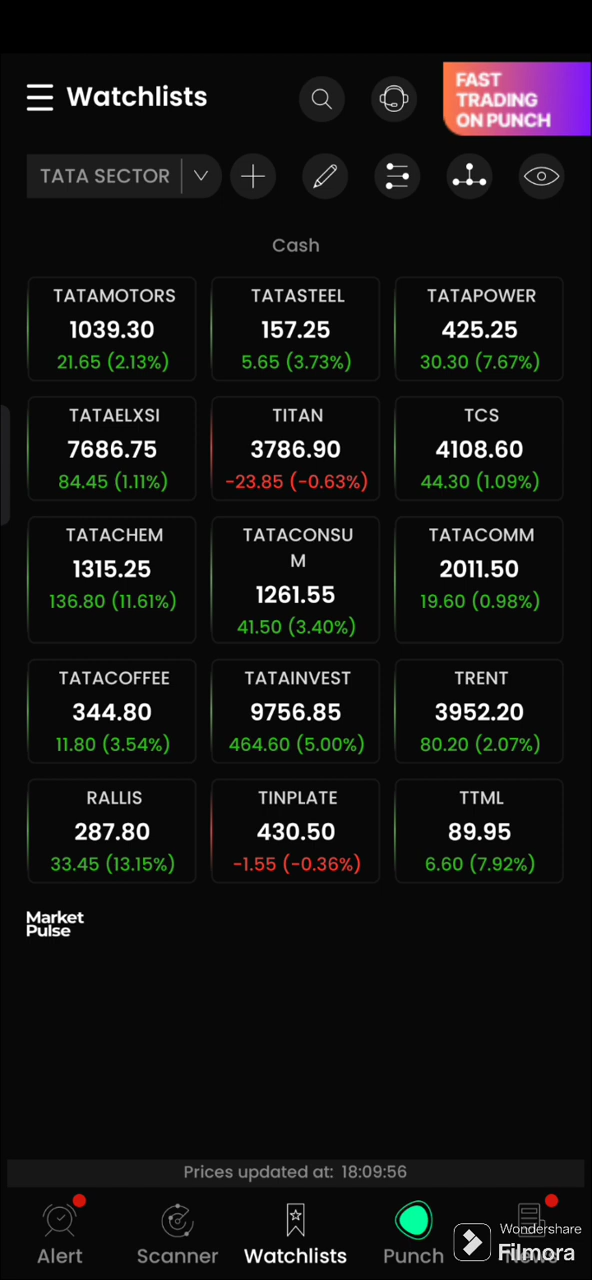 Watchlists
FAST
TRADING
ON PUNCH
TATA SECTOR
Cash
TATAMOTORS
1039.30
21.65 (2.13%)
TATASTEEL
157.25
5.65 (3.73%)
TATAPOWER
425.25
30.30 (7.67%)
TATAELXSI
7686.75
84.45 (1.11%)
TITAN
3786.90
-23.85 (-0.63%)
TCS
4108.60
44.30 (1.09%)
TATACHEM
1315.25
136.80 (11.61%)
TATACONSU
M
1261.55
41.50 (3.40%)
TATACOMM
2011.50
19.60 (0.98%)
TATACOFFEE
344.80
11.80 (3.54%)
TATAINVEST
9756.85
464.60 (5.00%)
TRENT
3952.20
80.20 (2.07%)
RALLIS
287.80
33.45 (13.15%)
TINPLATE
430.50
-1.55 (-0.36%)
TTML
89.95
6.60 (7.92%)
Market
Pulse
Prices updated at: 18:09:56
Alert
Scanner
Watchlists
Punch
News
Wondershare
Filmora